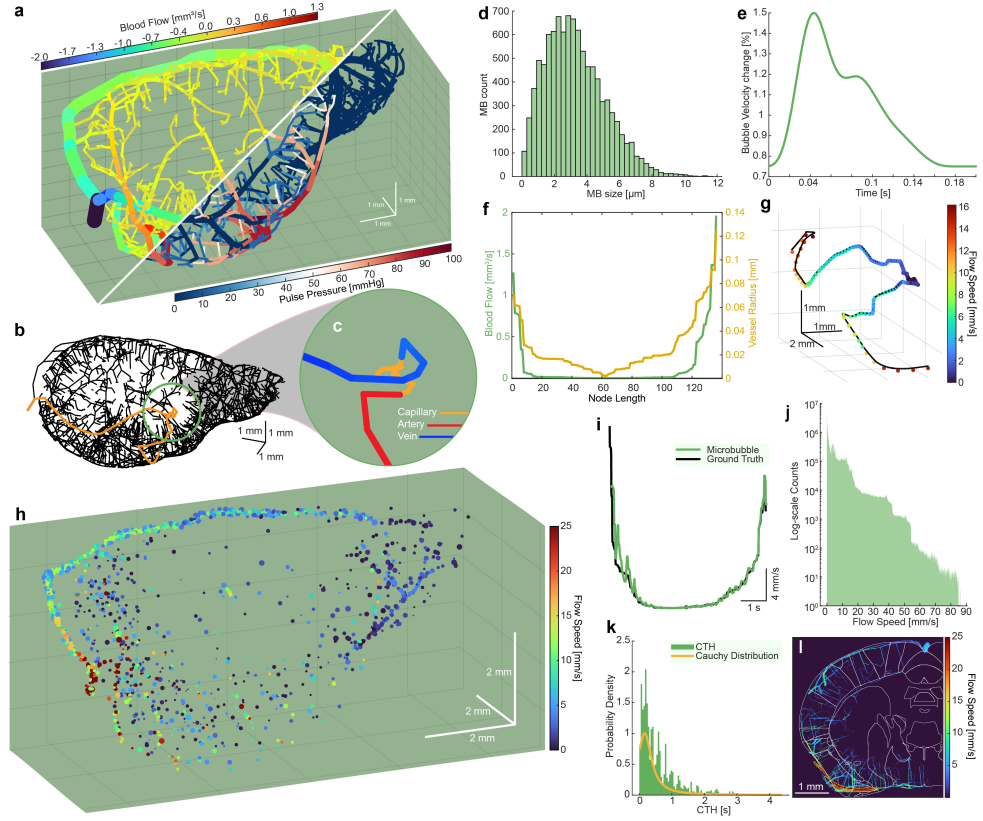 a
Blood Flow [mm³/s]
-2.0 -1.7 -1.3 -1.0 -0.7 -0.4 0.0 0.3 0.6 1.3
1 mm
1 mm
1 mm
0 10 20 30 40 50 60 70 80 90 100
Pulse Pressure [mmHg]
b
1 mm
1 mm
1 mm
c
Capillary
Artery
Vein
d
MB count
700
600
500
400
300
200
100
0
0 2 4 6 8 10 12
MB size [µm]
e
Bubble Velocity change [%]
1.5
1.4
1.2
1.1
1
0.9
0.8
0.7
0 0.04 0.1 0.14 0.18
Time [s]
f
Blood Flow [mm³/s]
2
1.5
1
0.5
0
0 20 40 60 80 100 120
Node Length
Vessel Radius [mm]
0.14
0.12
0.10
0.08
0.06
0.04
0.02
0
g
1mm
1mm
2 mm
16
14
12
10
8
6
4
2
0
Flow Speed [mm/s]
h
2 mm
2 mm
2 mm
25
20
15
10
5
0
Flow Speed [mm/s]
i
Microbubble
Ground Truth
1 s
4 mm/s
j
Log-scale Counts
10⁷
10⁶
10⁵
10⁴
10³
10²
10¹
10⁰
0 10 20 30 40 50 60 70 80 90
Flow Speed [mm/s]
k
CTH
Cauchy Distribution
Probability Density
2.5
2
1.5
1
0.5
0
0 1 2 3 4
CTH [s]
l
1 mm
25
20
15
10
5
Flow Speed [mm/s]